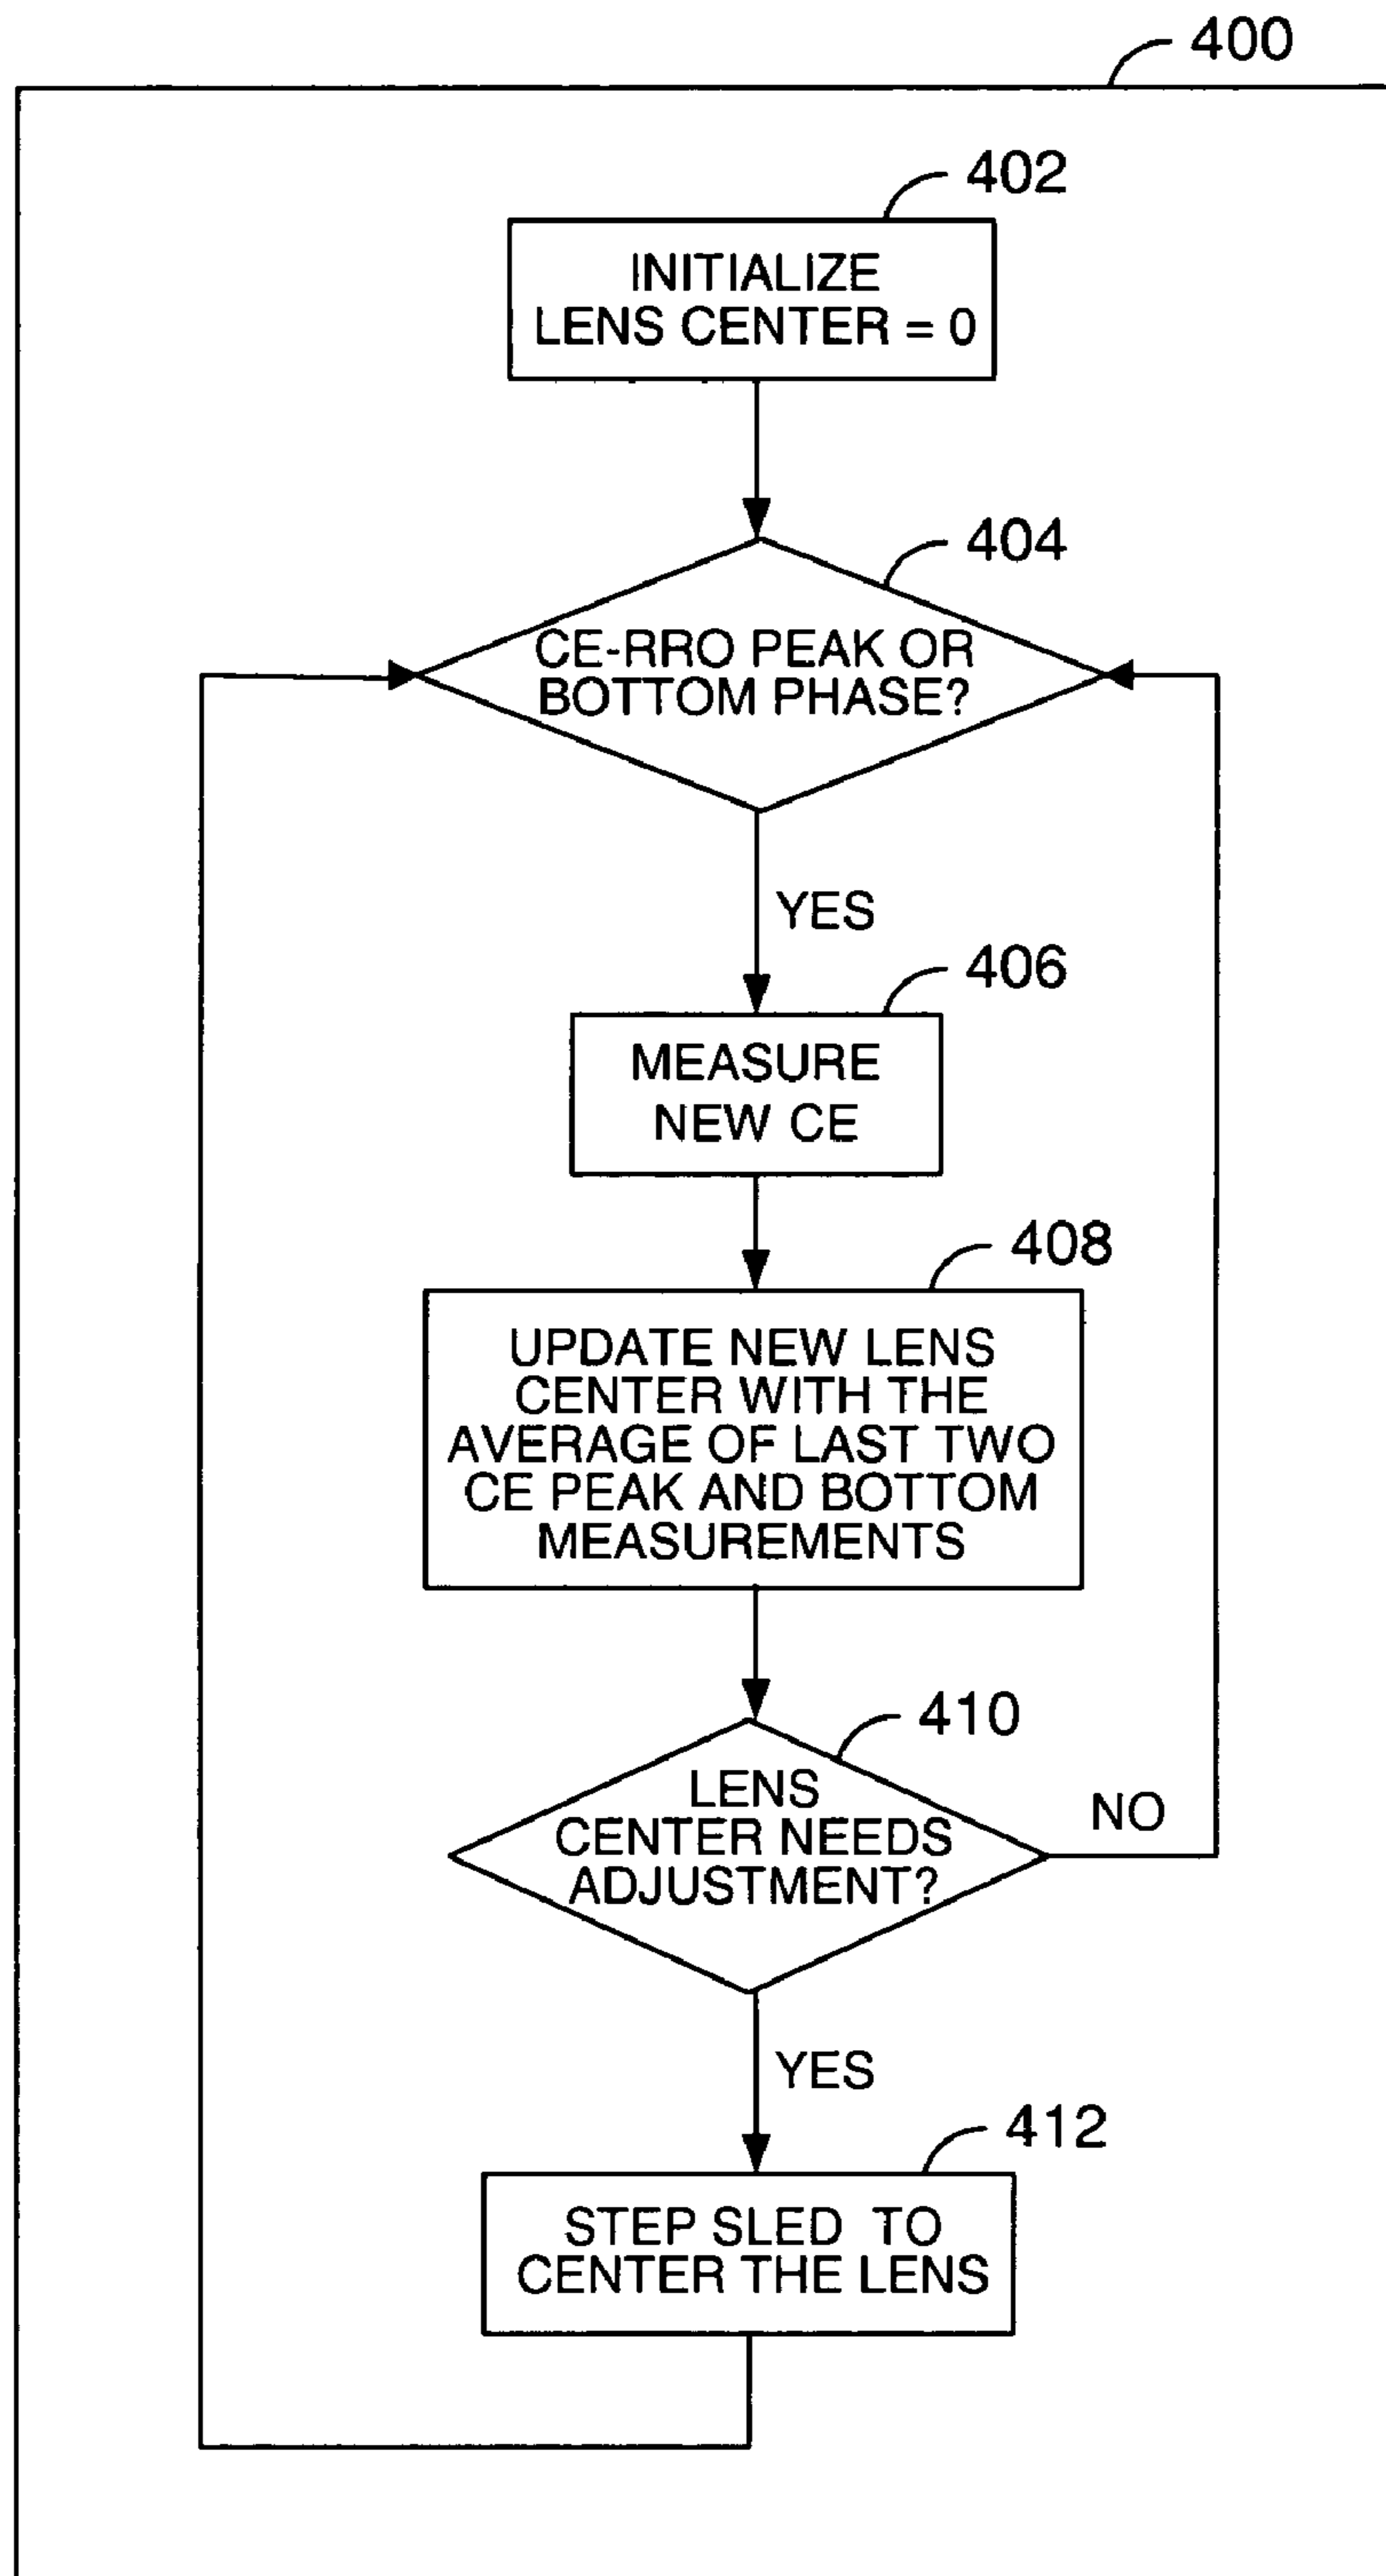 400
402
INITIALIZE
LENS CENTER = 0
404
CE-RRO PEAK OR
BOTTOM PHASE?
YES
406
MEASURE
NEW CE
408
UPDATE NEW LENS
CENTER WITH THE
AVERAGE OF LAST TWO
CE PEAK AND BOTTOM
MEASUREMENTS
410
LENS
CENTER NEEDS
ADJUSTMENT?
NO
YES
412
STEP SLED TO
CENTER THE LENS